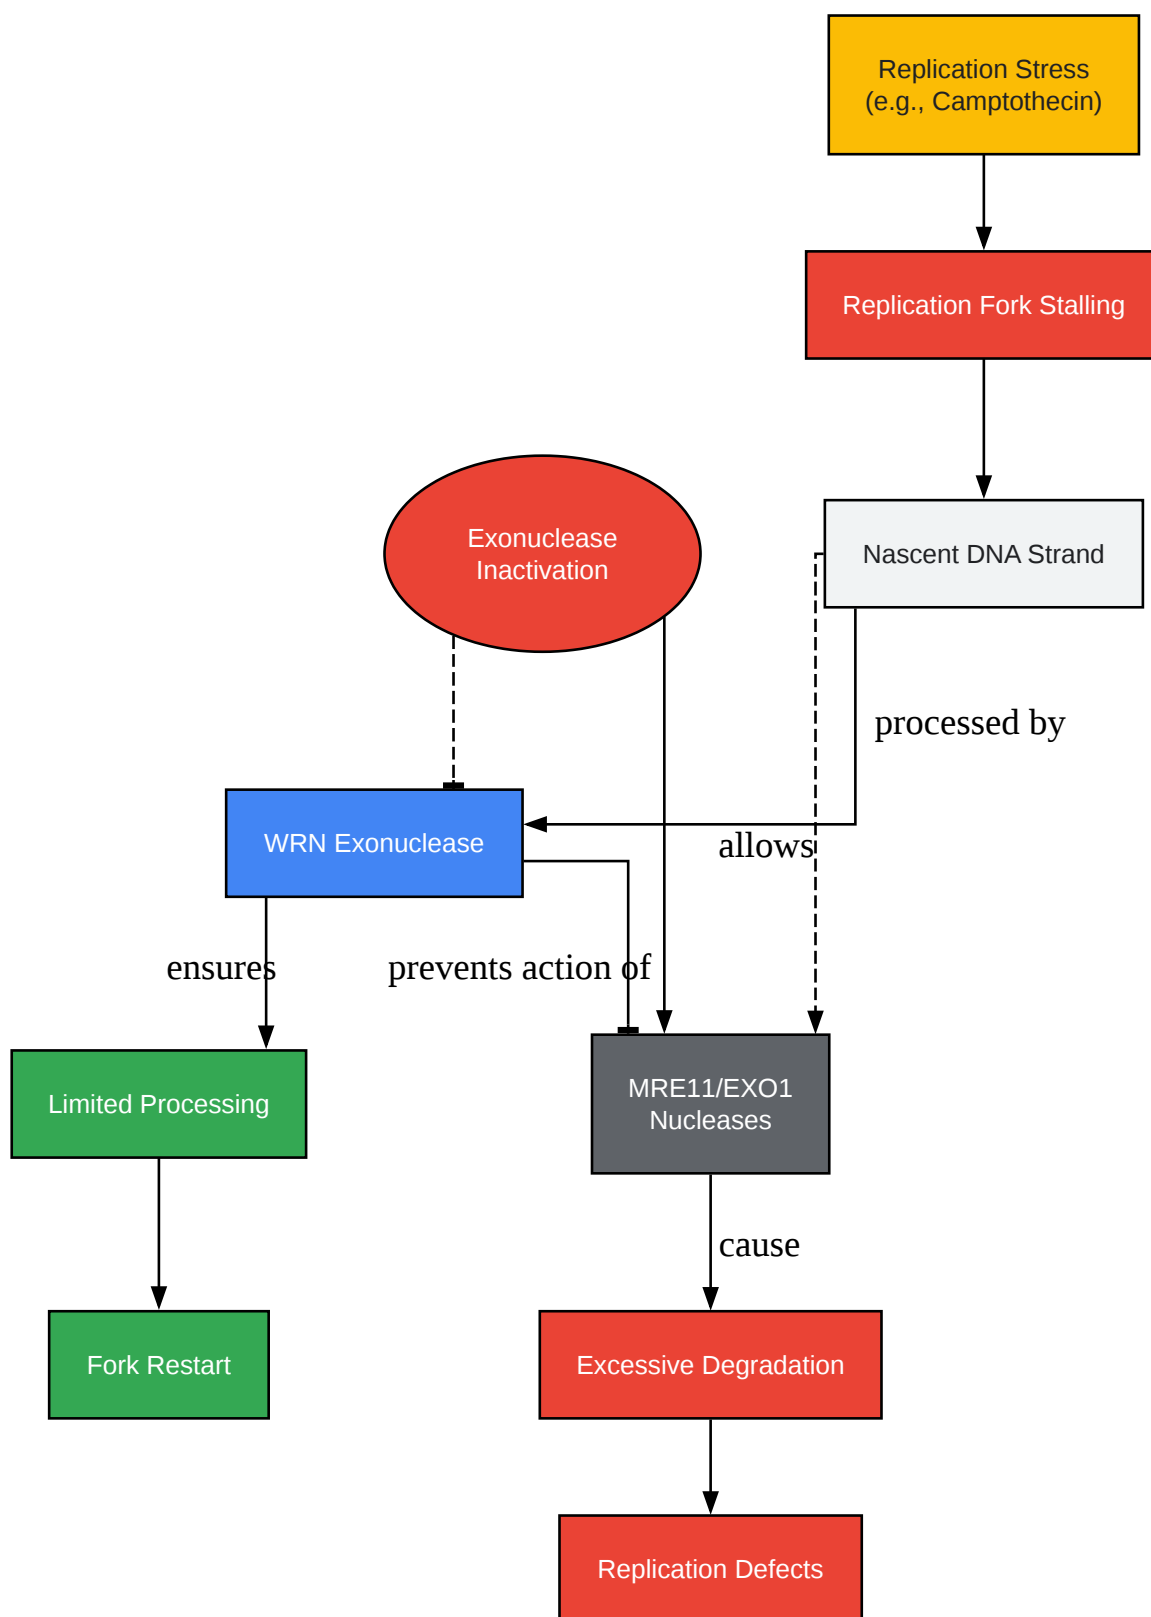 Replication Stress
(e.g., Camptothecin)
Replication Fork Stalling
Exonuclease
Inactivation
Nascent DNA Strand
processed by
WRN Exonuclease
allows
ensures
prevents action of
Limited Processing
MRE11/EXO1
Nucleases
cause
Fork Restart
Excessive Degradation
Replication Defects